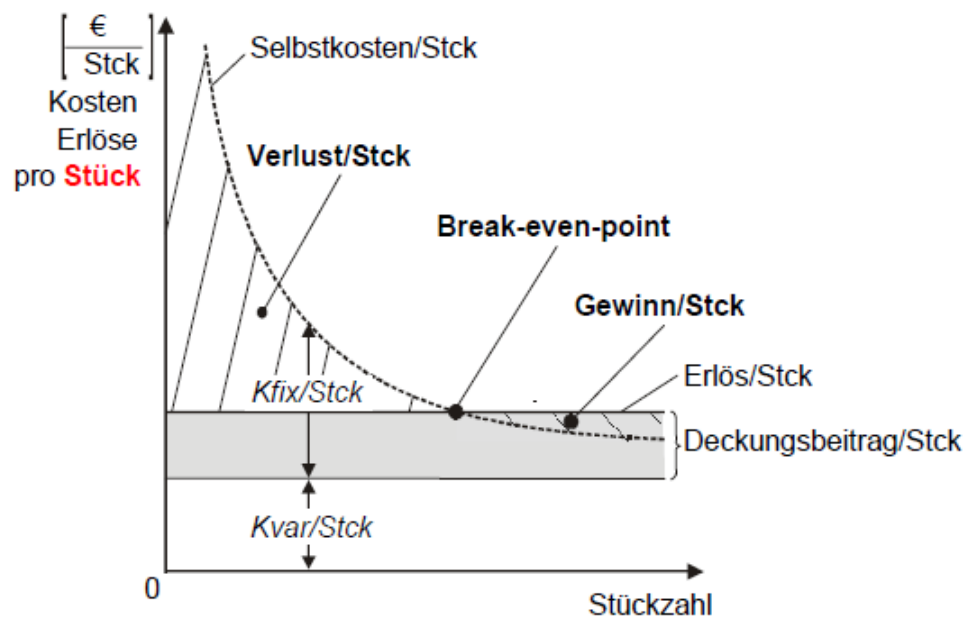 €
Stck
Kosten
Erlöse
pro Stück
Selbstkosten/Stck
Verlust/Stck
Break-even-point
Gewinn/Stck
Erlös/Stck
Kfix/Stck
Deckungsbeitrag/Stck
Kvar/Stck
0
Stückzahl